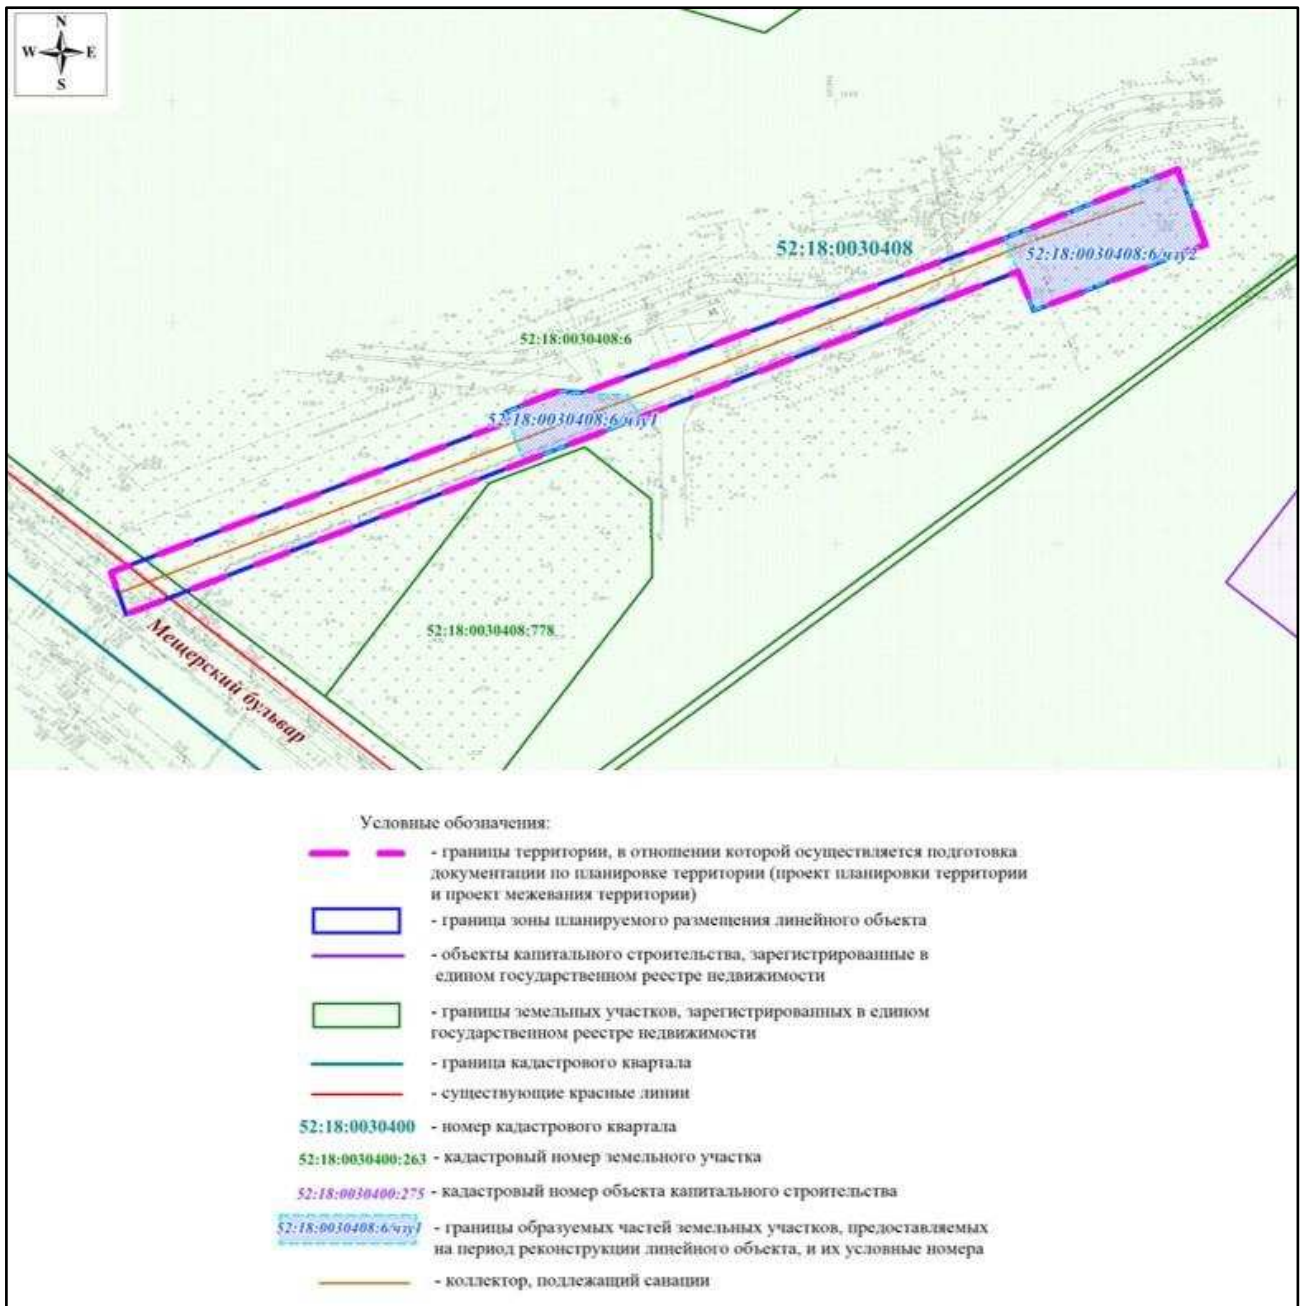 N
W E
S
52:18:0030408
52:18:0030408:6/чзу2
52:18:0030408:6
52:18:0030408:6/чзу1
52:18:0030408:778
Мещерский бульвар
Условные обозначения:
- границы территории, в отношении которой осуществляется подготовка
документации по планировке территории (проект планировки территории
и проект межевания территории)
- граница зоны планируемого размещения линейного объекта
- объекты капитального строительства, зарегистрированные в
едином государственном реестре недвижимости
- границы земельных участков, зарегистрированных в едином
государственном реестре недвижимости
- граница кадастрового квартала
- существующие красные линии
52:18:0030400 - номер кадастрового квартала
52:18:0030400:263 - кадастровый номер земельного участка
52:18:0030400:275 - кадастровый номер объекта капитального строительства
52:18:0030408:6/чзу1 - границы образуемых частей земельных участков, предоставляемых
на период реконструкции линейного объекта, и их условные номера
- коллектор, подлежащий санации